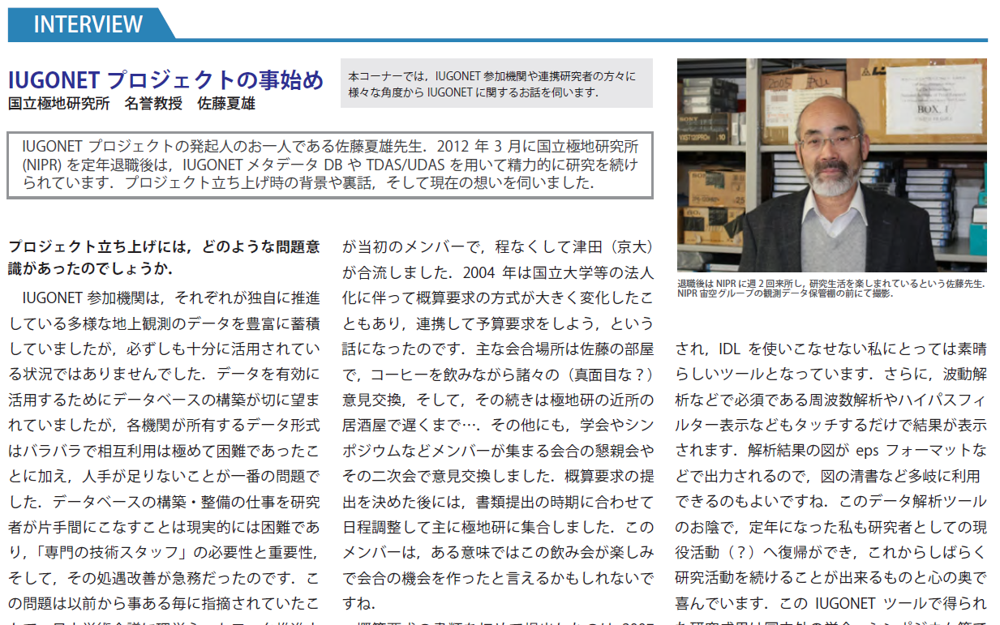 INTERVIEW
IUGONET プロジェクトの事始め
国立極地研究所　名誉教授　佐藤夏雄
本コーナーでは，IUGONET 参加機関や連携研究者の方々に
様々な角度から IUGONET に関するお話を伺います．
IUGONET プロジェクトの発起人のお一人である佐藤夏雄先生．2012 年 3 月に国立極地研究所
(NIPR) を定年退職後は，IUGONET メタデータ DB や TDAS/UDAS を用いて精力的に研究を続け
られています．プロジェクト立ち上げ時の背景や裏話，そして現在の想いを伺いました．
プロジェクト立ち上げには，どのような問題意
識があったのでしょうか．
IUGONET 参加機関は，それぞれが独自に推進
している多様な地上観測のデータを豊富に蓄積
していましたが，必ずしも十分に活用されてい
る状況ではありませんでした．データを有効に
活用するためにデータベースの構築が切に望ま
れていましたが，各機関が所有するデータ形式
はバラバラで相互利用は極めて困難であったこ
とに加え，人手が足りないことが一番の問題で
した．データベースの構築・整備の仕事を研究
者が片手間にこなすことは現実的には困難であ
り，「専門の技術スタッフ」の必要性と重要性，
そして，その処遇改善が急務だったのです．こ
の問題は以前から事ある毎に指摘されていたこ
が当初のメンバーで，程なくして津田（京大）
が合流しました．2004 年は国立大学等の法人
化に伴って概算要求の方式が大きく変化したこ
ともあり，連携して予算要求をしよう，という
話になったのです．主な会合場所は佐藤の部屋
で，コーヒーを飲みながら諸々の（真面目な？）
意見交換，そして，その続きは極地研の近所の
居酒屋で遅くまで…．その他にも，学会やシン
ポジウムなどメンバーが集まる会合の懇親会や
その二次会で意見交換しました．概算要求の提
出を決めた後には，書類提出の時期に合わせて
日程調整して主に極地研に集合しました．この
メンバーは，ある意味ではこの飲み会が楽しみ
で会合の機会を作ったと言えるかもしれないで
すね．
2005
BOX. 1
SONY
退職後は NIPR に週 2 回来所し，研究生活を楽しまれているという佐藤先生．
NIPR 宙空グループの観測データ保管棚の前にて撮影．
され，IDL を使いこなせない私にとっては素晴
らしいツールとなっています．さらに，波動解
析などで必須である周波数解析やハイパスフィ
ルター表示などもタッチするだけで結果が表示
されます．解析結果の図が eps フォーマットな
どで出力されるので，図の清書など多岐に利用
できるのもよいですね．このデータ解析ツール
のお陰で，定年になった私も研究者としての現
役活動（？）へ復帰ができ，これからしばらく
研究活動を続けることが出来るものと心の奥で
喜んでいます．この IUGONET ツールで得られ